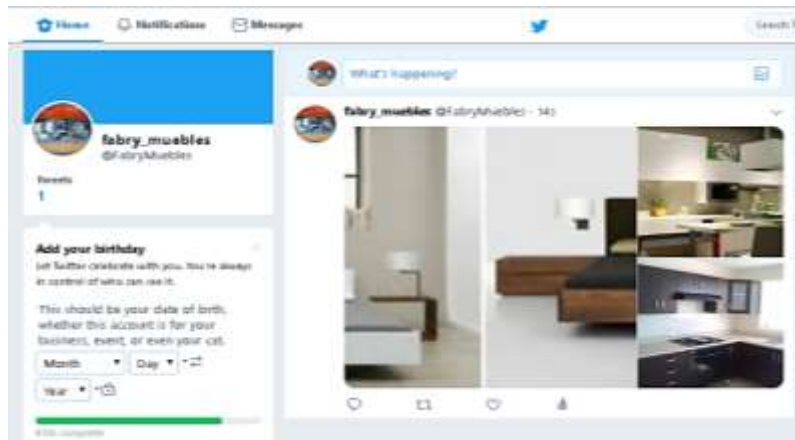 Home Notifications Messages
Search T
What's happening?
fabry_muebles @FabryMuebles · 14s
fabry_muebles
@FabryMuebles
Tweets
1
Add your birthday
Let Twitter celebrate with you. You're always
in control of who can see it.
This should be your date of birth,
whether this account is for your
business, event, or even your cat.
Month Day
Year
complete